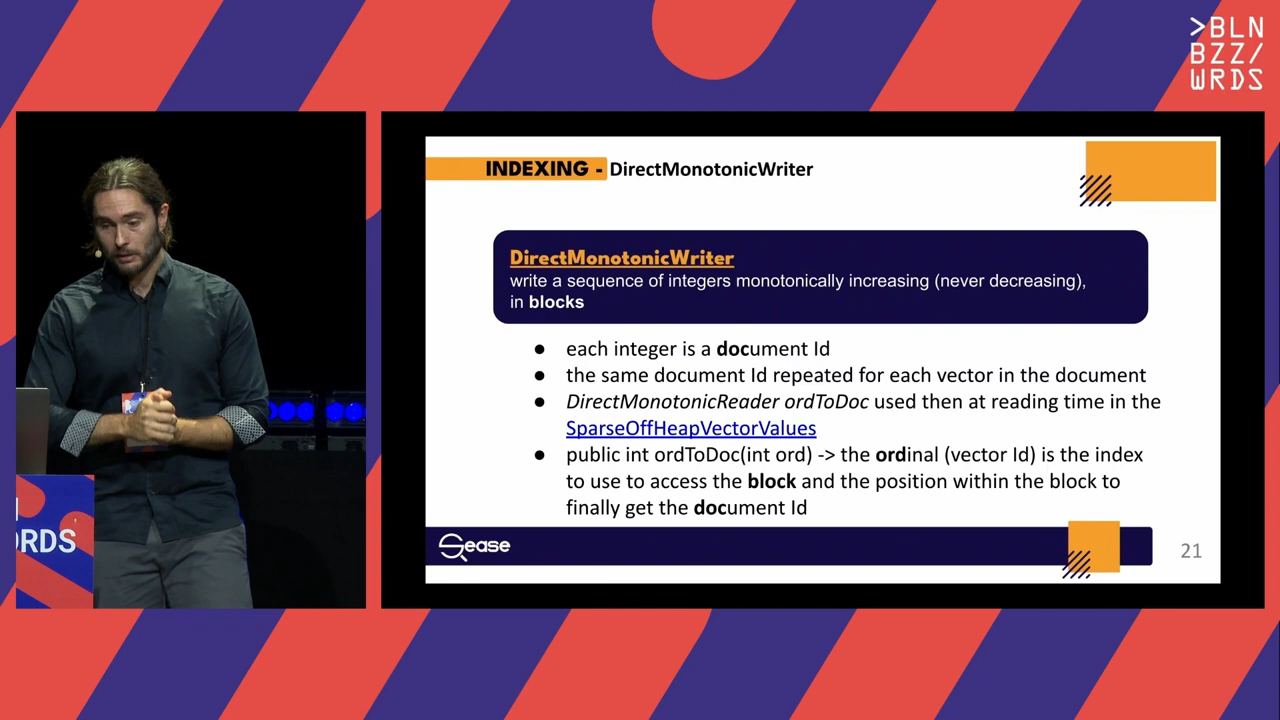 >BLN
BZZ/
WRDS
INDEXING - DirectMonotonicWriter
DirectMonotonicWriter
write a sequence of integers monotonically increasing (never decreasing),
in blocks
● each integer is a document Id
● the same document Id repeated for each vector in the document
● DirectMonotonicReader ordToDoc used then at reading time in the
SparseOffHeapVectorValues
● public int ordToDoc(int ord) -> the ordinal (vector Id) is the index
to use to access the block and the position within the block to
finally get the document Id
Sease
21
ORDS